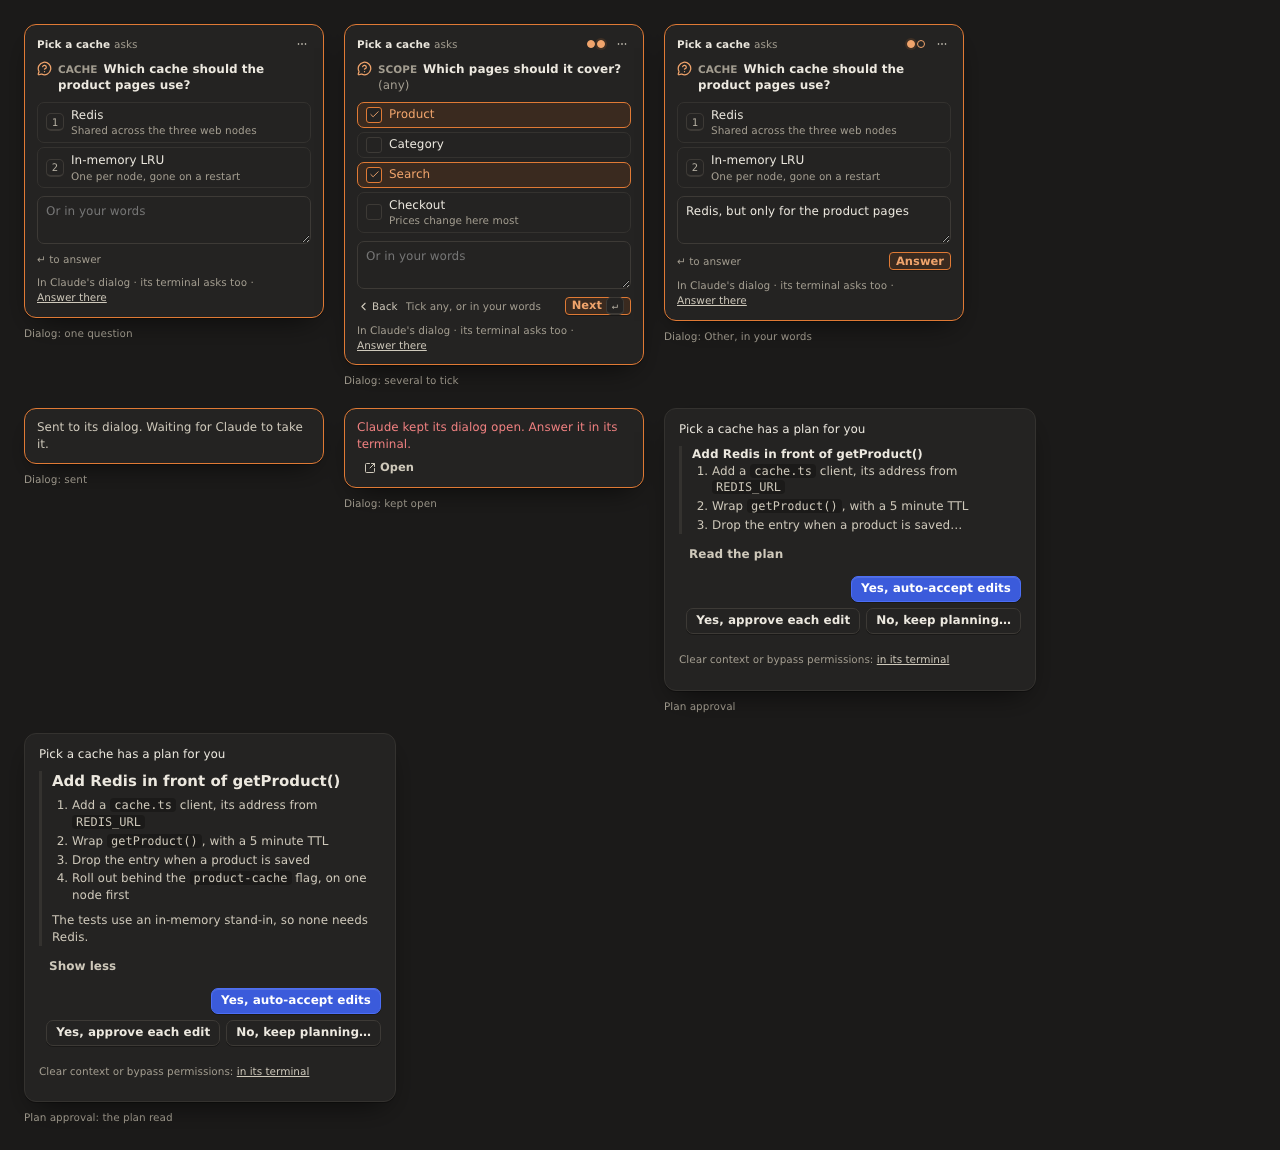 Pick a cache asks ···
CACHE Which cache should the
product pages use?
1 Redis
Shared across the three web nodes
2 In-memory LRU
One per node, gone on a restart
Or in your words
↵ to answer
In Claude's dialog · its terminal asks too ·
Answer there
Dialog: one question
Pick a cache asks ···
SCOPE Which pages should it cover?
(any)
Product
Category
Search
Checkout
Prices change here most
Or in your words
Back Tick any, or in your words Next ↵
In Claude's dialog · its terminal asks too ·
Answer there
Dialog: several to tick
Pick a cache asks ···
CACHE Which cache should the
product pages use?
1 Redis
Shared across the three web nodes
2 In-memory LRU
One per node, gone on a restart
Redis, but only for the product pages
↵ to answer Answer
In Claude's dialog · its terminal asks too ·
Answer there
Dialog: Other, in your words
Sent to its dialog. Waiting for Claude to take
it.
Dialog: sent
Claude kept its dialog open. Answer it in its
terminal.
Open
Dialog: kept open
Pick a cache has a plan for you
Add Redis in front of getProduct()
1. Add a cache.ts client, its address from
REDIS_URL
2. Wrap getProduct(), with a 5 minute TTL
3. Drop the entry when a product is saved…
Read the plan
Yes, auto-accept edits
Yes, approve each edit No, keep planning…
Clear context or bypass permissions: in its terminal
Plan approval
Pick a cache has a plan for you
Add Redis in front of getProduct()
1. Add a cache.ts client, its address from
REDIS_URL
2. Wrap getProduct(), with a 5 minute TTL
3. Drop the entry when a product is saved
4. Roll out behind the product-cache flag, on one
node first
The tests use an in-memory stand-in, so none needs
Redis.
Show less
Yes, auto-accept edits
Yes, approve each edit No, keep planning…
Clear context or bypass permissions: in its terminal
Plan approval: the plan read